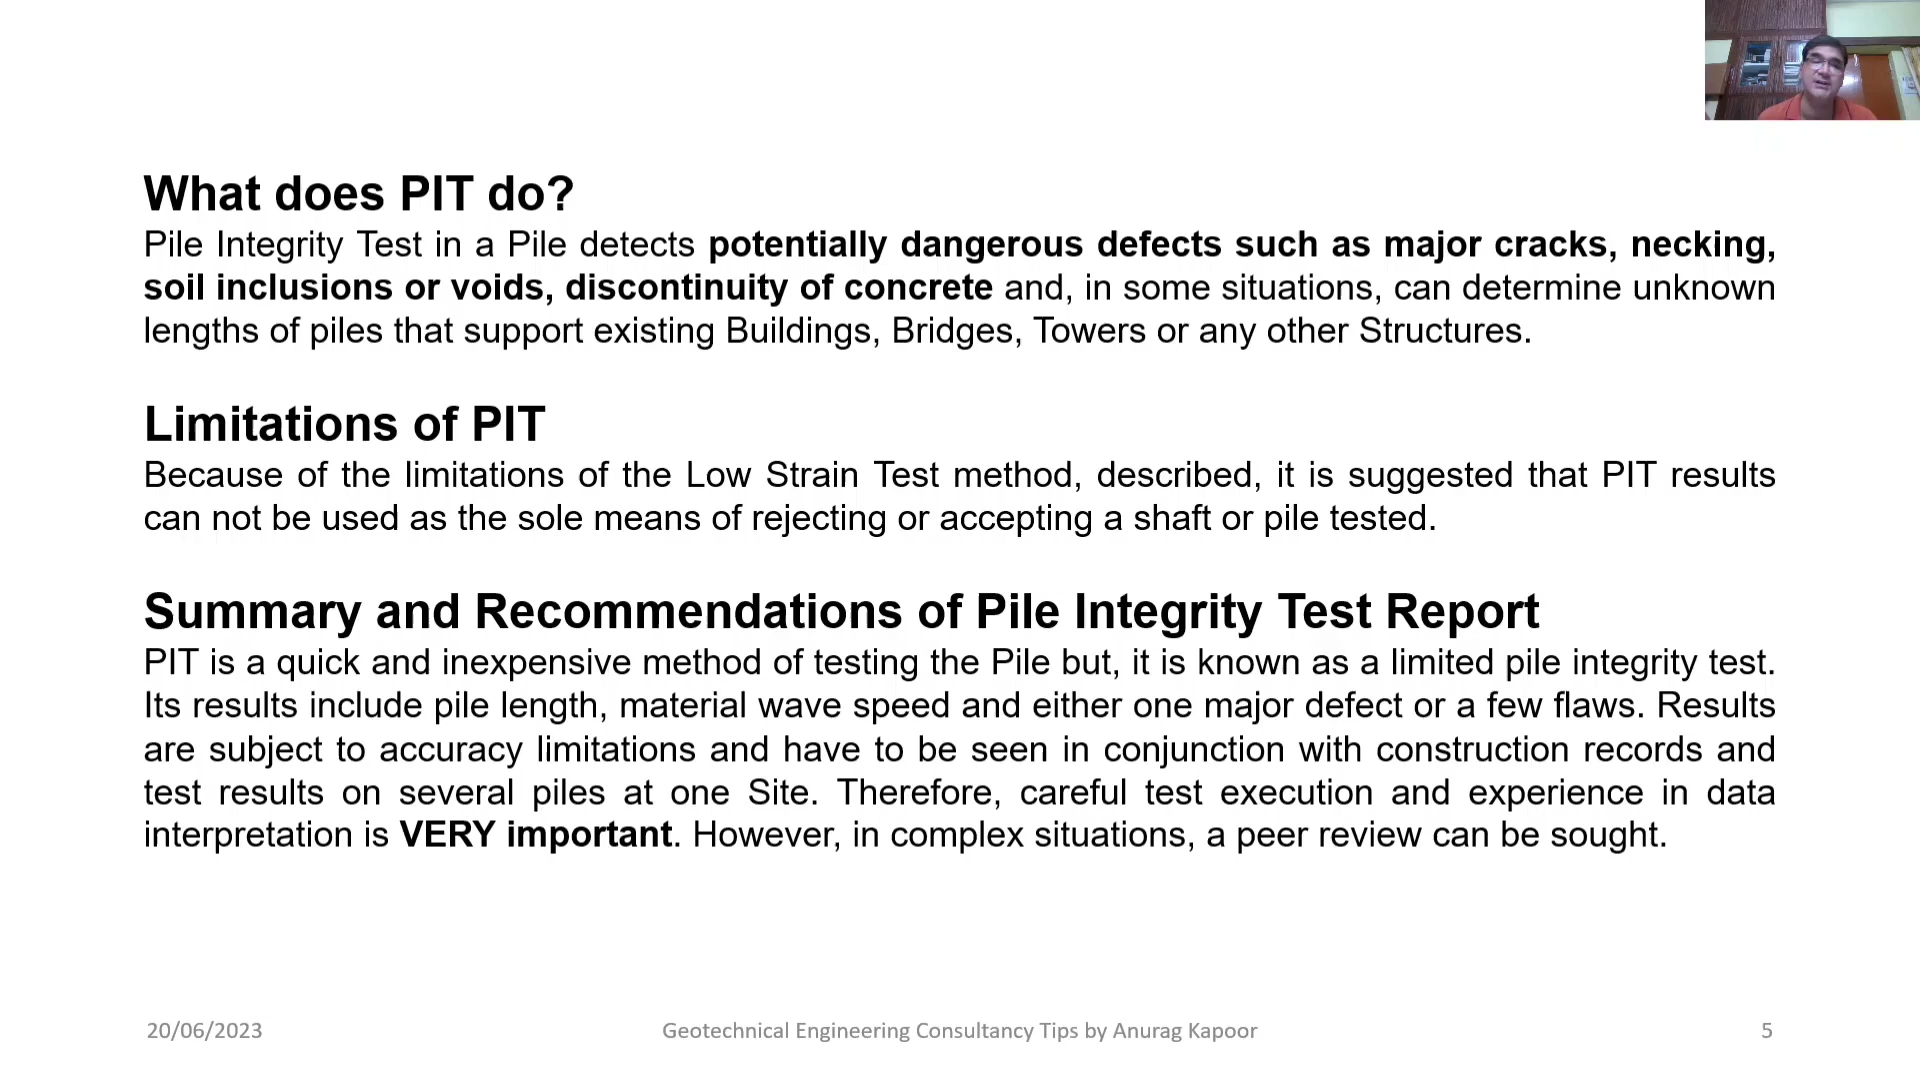 What does PIT do?
Pile Integrity Test in a Pile detects potentially dangerous defects such as major cracks, necking,
soil inclusions or voids, discontinuity of concrete and, in some situations, can determine unknown
lengths of piles that support existing Buildings, Bridges, Towers or any other Structures.
Limitations of PIT
Because of the limitations of the Low Strain Test method, described, it is suggested that PIT results
can not be used as the sole means of rejecting or accepting a shaft or pile tested.
Summary and Recommendations of Pile Integrity Test Report
PIT is a quick and inexpensive method of testing the Pile but, it is known as a limited pile integrity test.
Its results include pile length, material wave speed and either one major defect or a few flaws. Results
are subject to accuracy limitations and have to be seen in conjunction with construction records and
test results on several piles at one Site. Therefore, careful test execution and experience in data
interpretation is VERY important. However, in complex situations, a peer review can be sought.
20/06/2023
Geotechnical Engineering Consultancy Tips by Anurag Kapoor
5